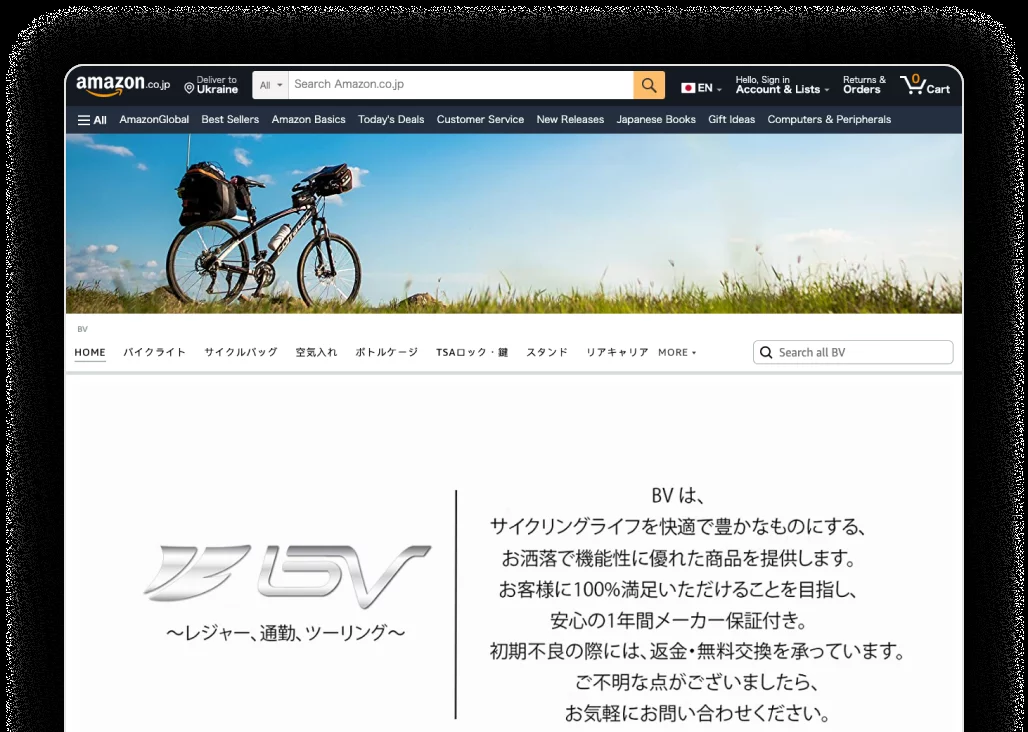 amazon.co.jp
Deliver to
Ukraine
All
Search Amazon.co.jp
EN
Hello, Sign in
Account & Lists
Returns &
Orders
0
Cart
All AmazonGlobal Best Sellers Amazon Basics Today's Deals Customer Service New Releases Japanese Books Gift Ideas Computers & Peripherals
BV
HOME バイクライト サイクルバッグ 空気入れ ボトルケージ TSAロック・鍵 スタンド リアキャリア MORE
Search all BV
BV
～レジャー、通勤、ツーリング～
BV は、
サイクリングライフを快適で豊かなものにする、
お洒落で機能性に優れた商品を提供します。
お客様に100%満足いただけることを目指し、
安心の1年間メーカー保証付き。
初期不良の際には、返金・無料交換を承っています。
ご不明な点がございましたら、
お気軽にお問い合わせください。